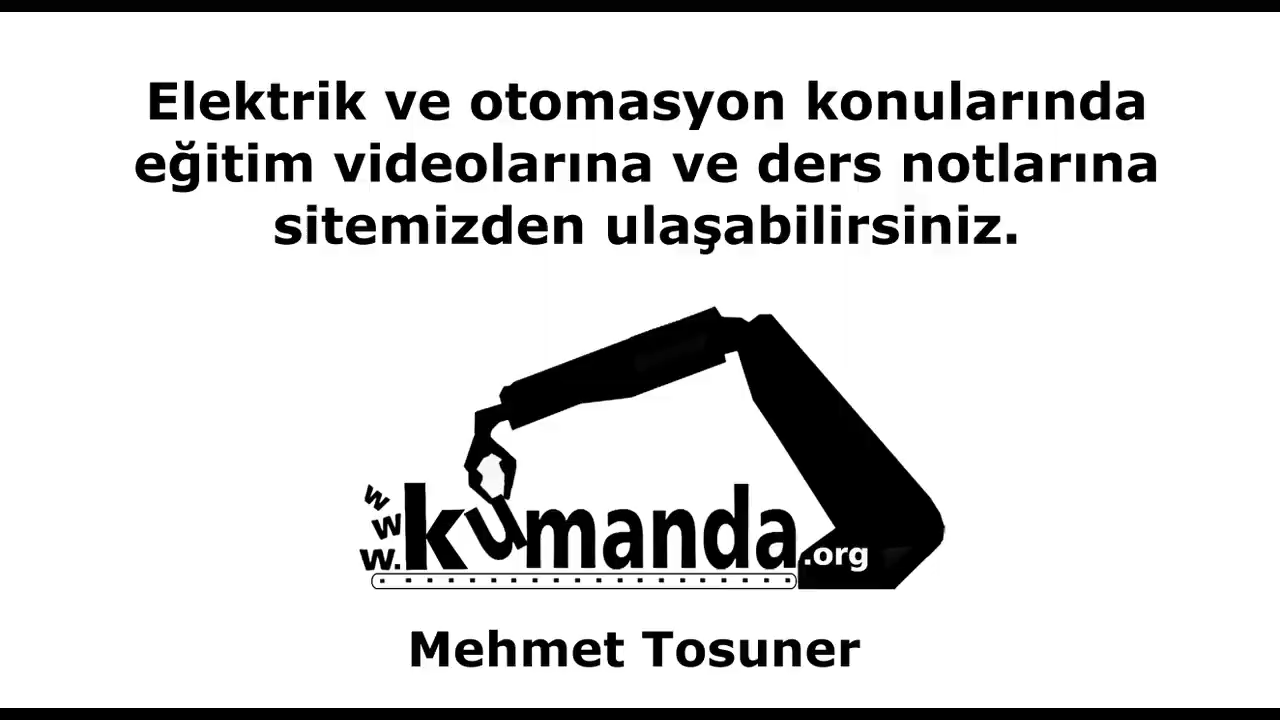 Elektrik ve otomasyon konularında
eğitim videolarına ve ders notlarına
sitemizden ulaşabilirsiniz.
www.kumanda.org
Mehmet Tosuner